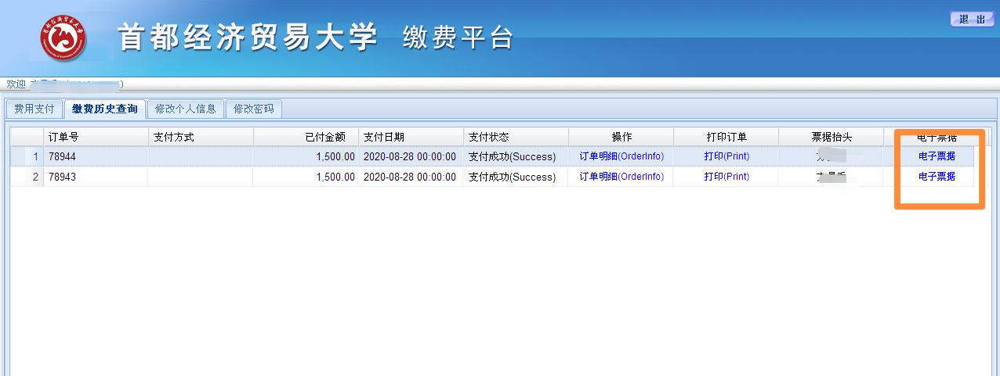 首都经济贸易大学 缴费平台
退 出
欢迎
费用支付 缴费历史查询 修改个人信息 修改密码
订单号 支付方式 已付金额 支付日期 支付状态 操作 打印订单 票据抬头 电子票据
1 78944 1,500.00 2020-08-28 00:00:00 支付成功(Success) 订单明细(OrderInfo) 打印(Print) 电子票据
2 78943 1,500.00 2020-08-28 00:00:00 支付成功(Success) 订单明细(OrderInfo) 打印(Print) 电子票据